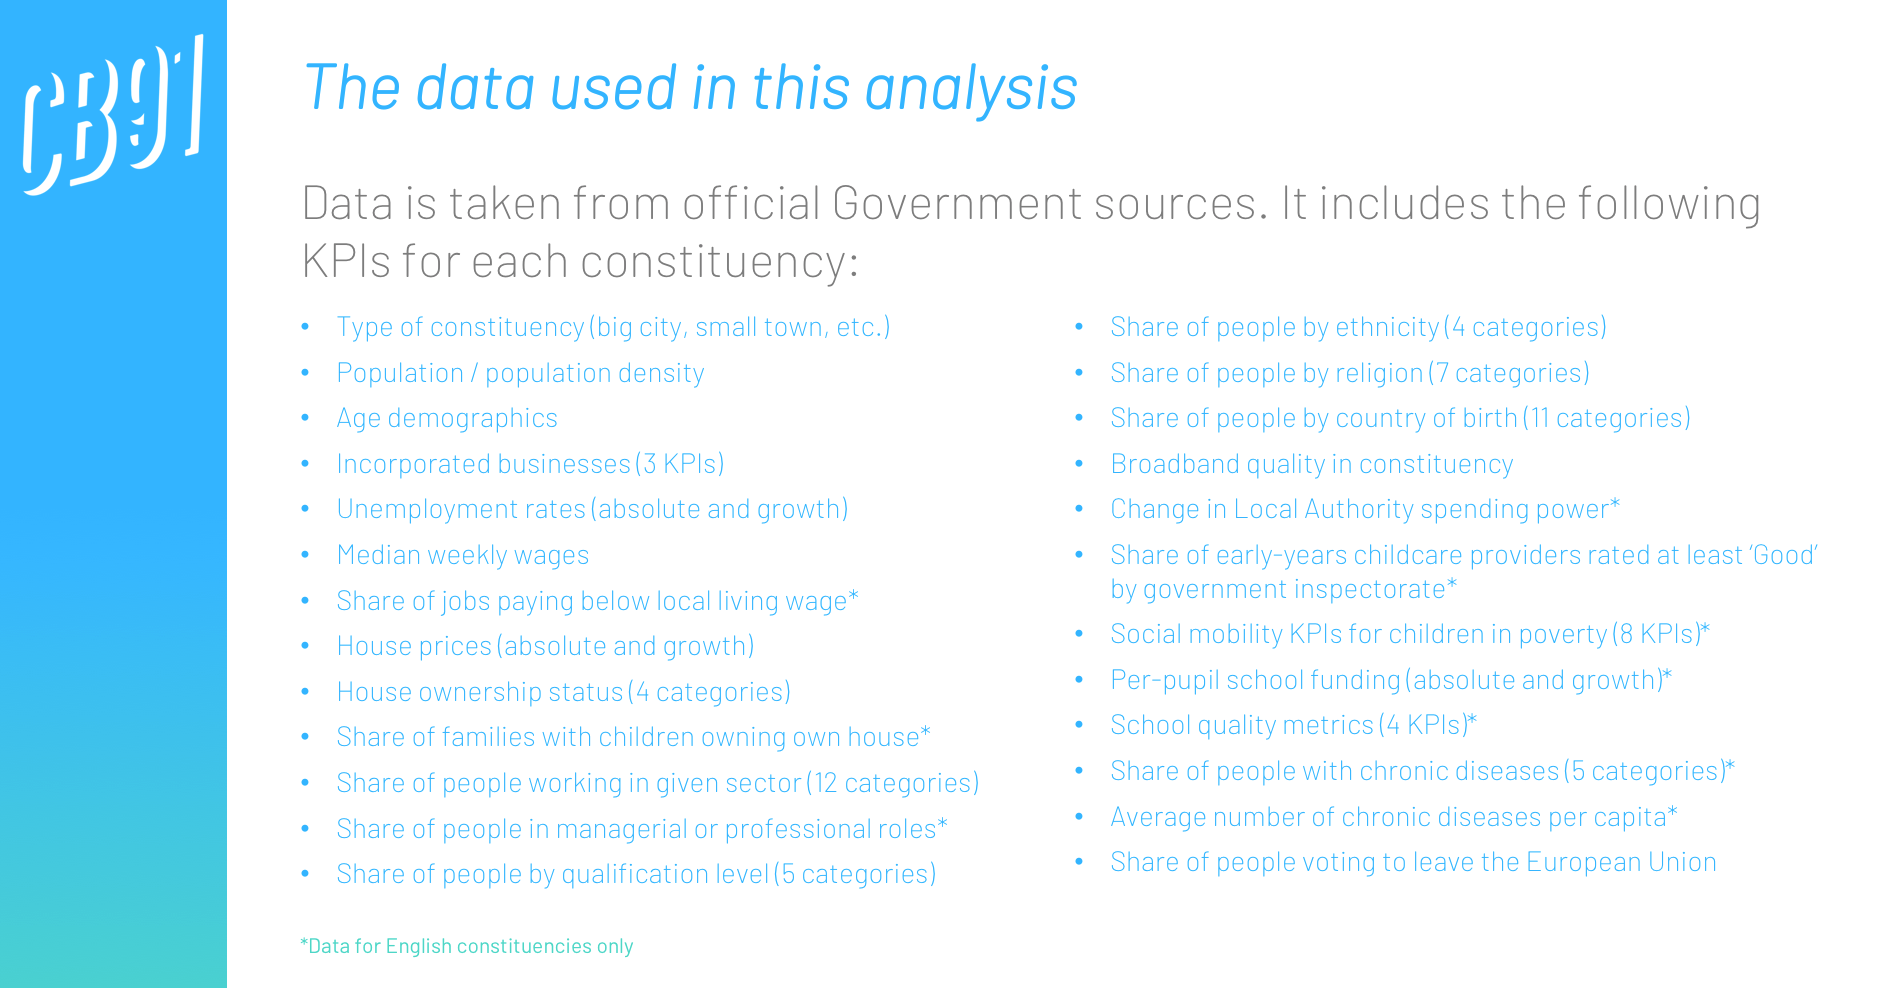 CB91
The data used in this analysis
Data is taken from official Government sources. It includes the following
KPIs for each constituency:
• Type of constituency (big city, small town, etc.)
• Population / population density
• Age demographics
• Incorporated businesses (3 KPIs)
• Unemployment rates (absolute and growth)
• Median weekly wages
• Share of jobs paying below local living wage*
• House prices (absolute and growth)
• House ownership status (4 categories)
• Share of families with children owning own house*
• Share of people working in given sector (12 categories)
• Share of people in managerial or professional roles*
• Share of people by qualification level (5 categories)
• Share of people by ethnicity (4 categories)
• Share of people by religion (7 categories)
• Share of people by country of birth (11 categories)
• Broadband quality in constituency
• Change in Local Authority spending power*
• Share of early-years childcare providers rated at least ‘Good’
by government inspectorate*
• Social mobility KPIs for children in poverty (8 KPIs)*
• Per-pupil school funding (absolute and growth)*
• School quality metrics (4 KPIs)*
• Share of people with chronic diseases (5 categories)*
• Average number of chronic diseases per capita*
• Share of people voting to leave the European Union
*Data for English constituencies only